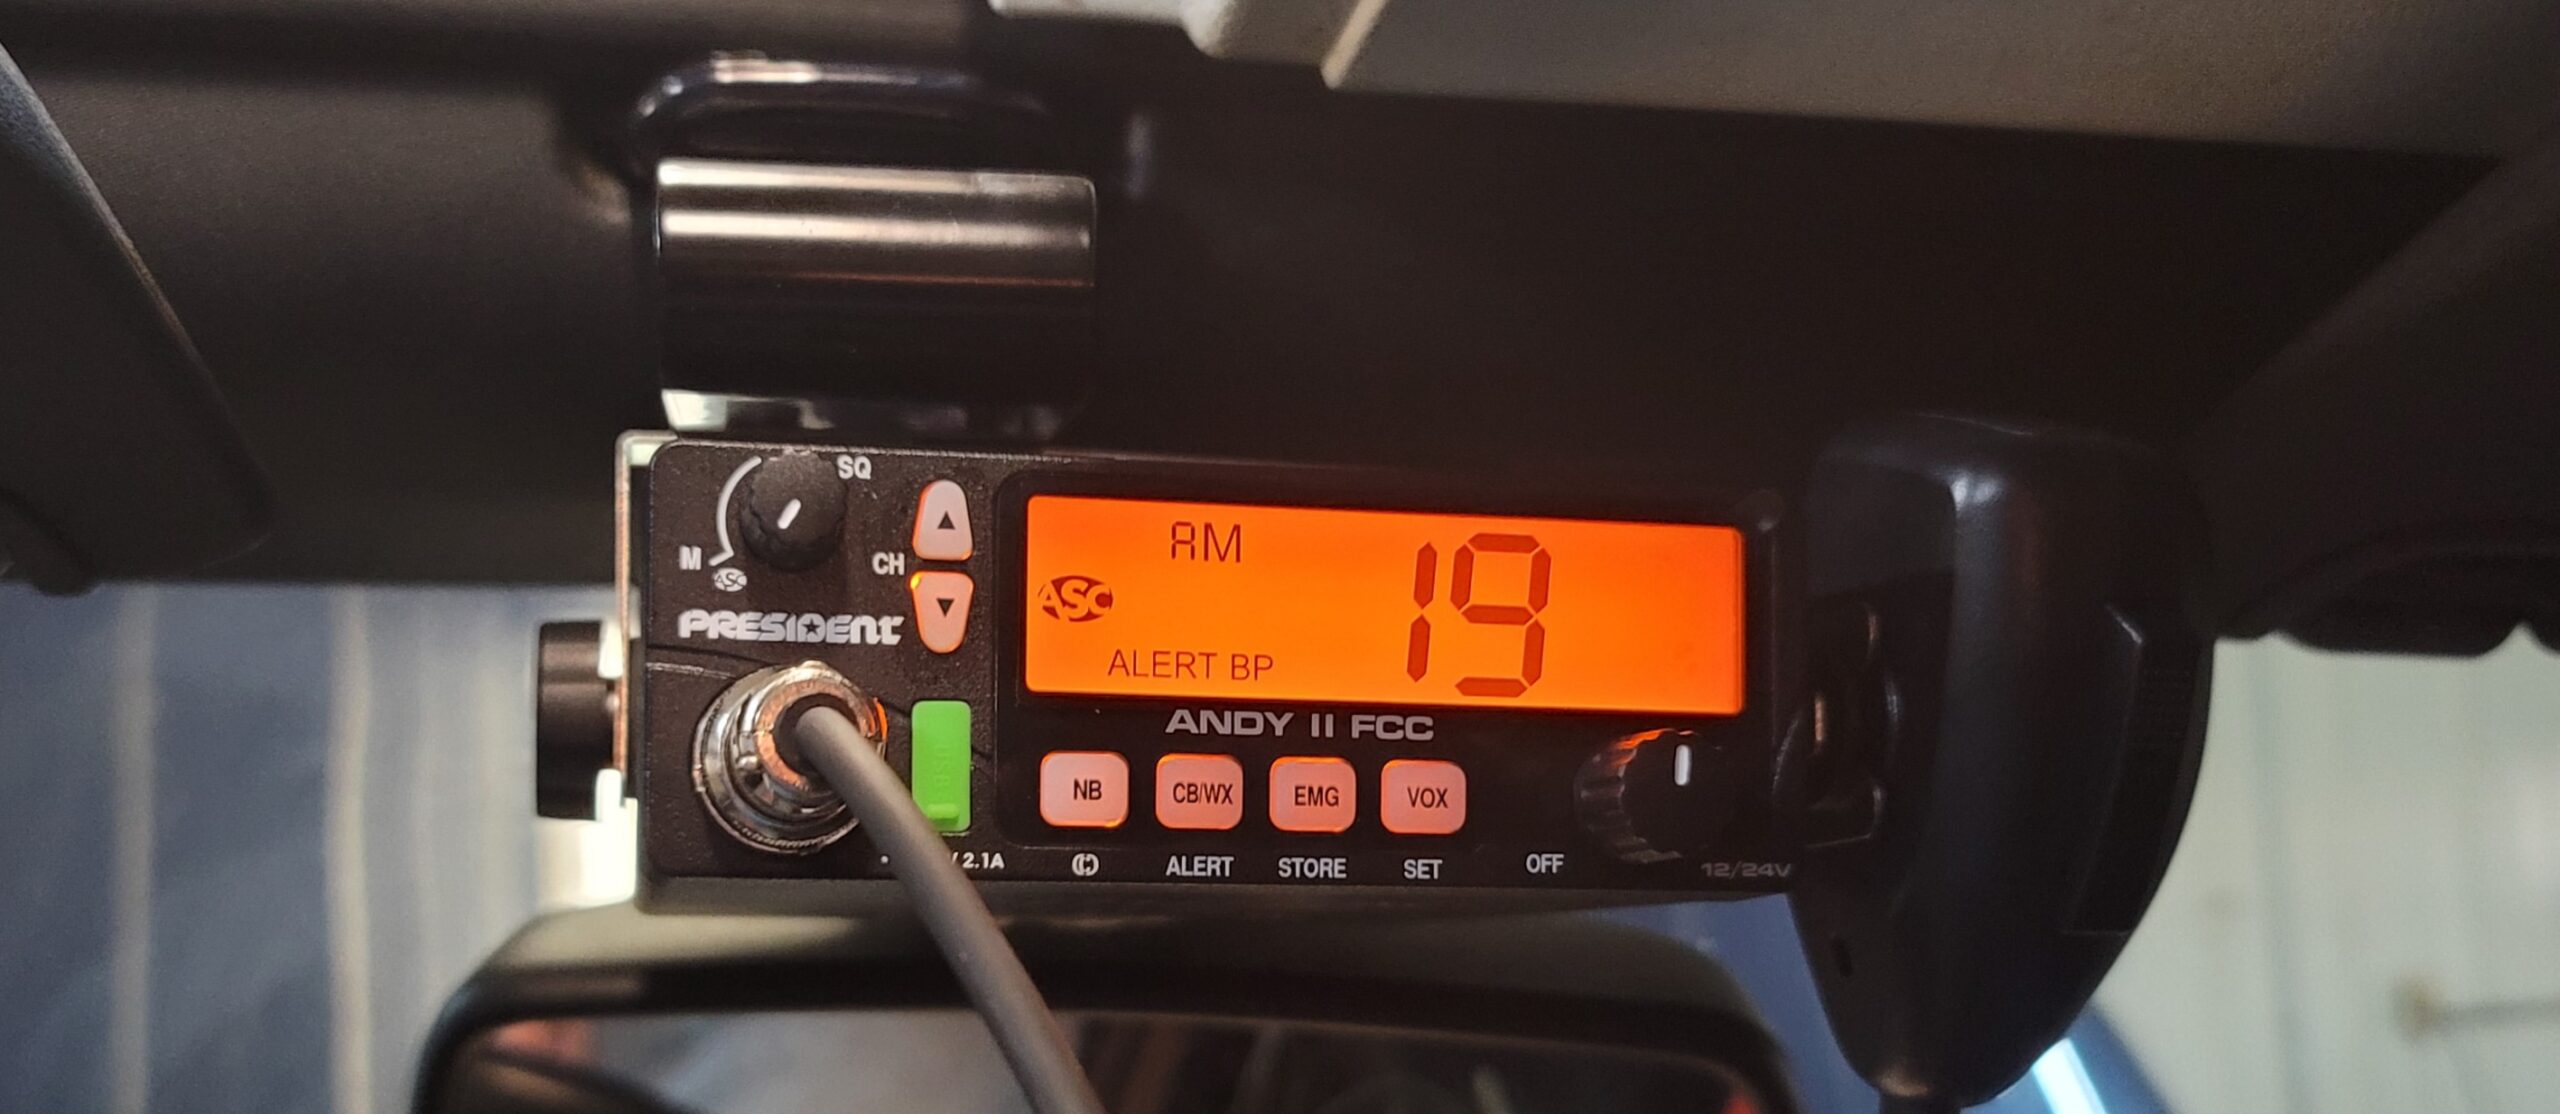 SQ
M
ASC
CH
▲
▼
PRESIDENT
AM
19
ASC
ALERT BP
ANDY II FCC
NB
CB/WX
EMG
VOX
USB
2.1A
ALERT
STORE
SET
OFF
12/24V